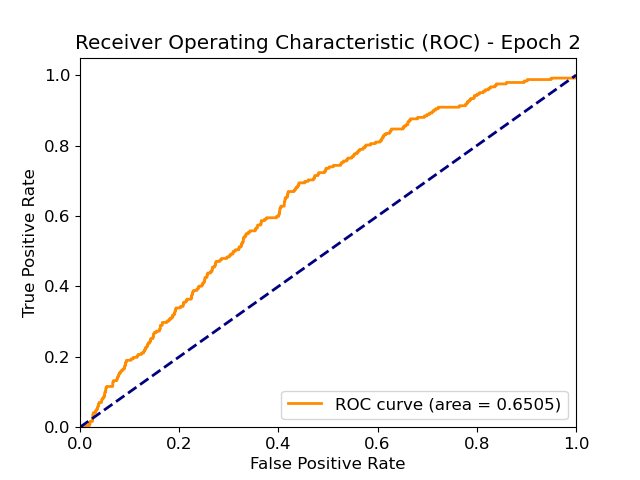 Receiver Operating Characteristic (ROC) - Epoch 2
1.0
0.8
0.6
0.4
0.2
0.0
True Positive Rate
ROC curve (area = 0.6505)
0.0 0.2 0.4 0.6 0.8 1.0
False Positive Rate